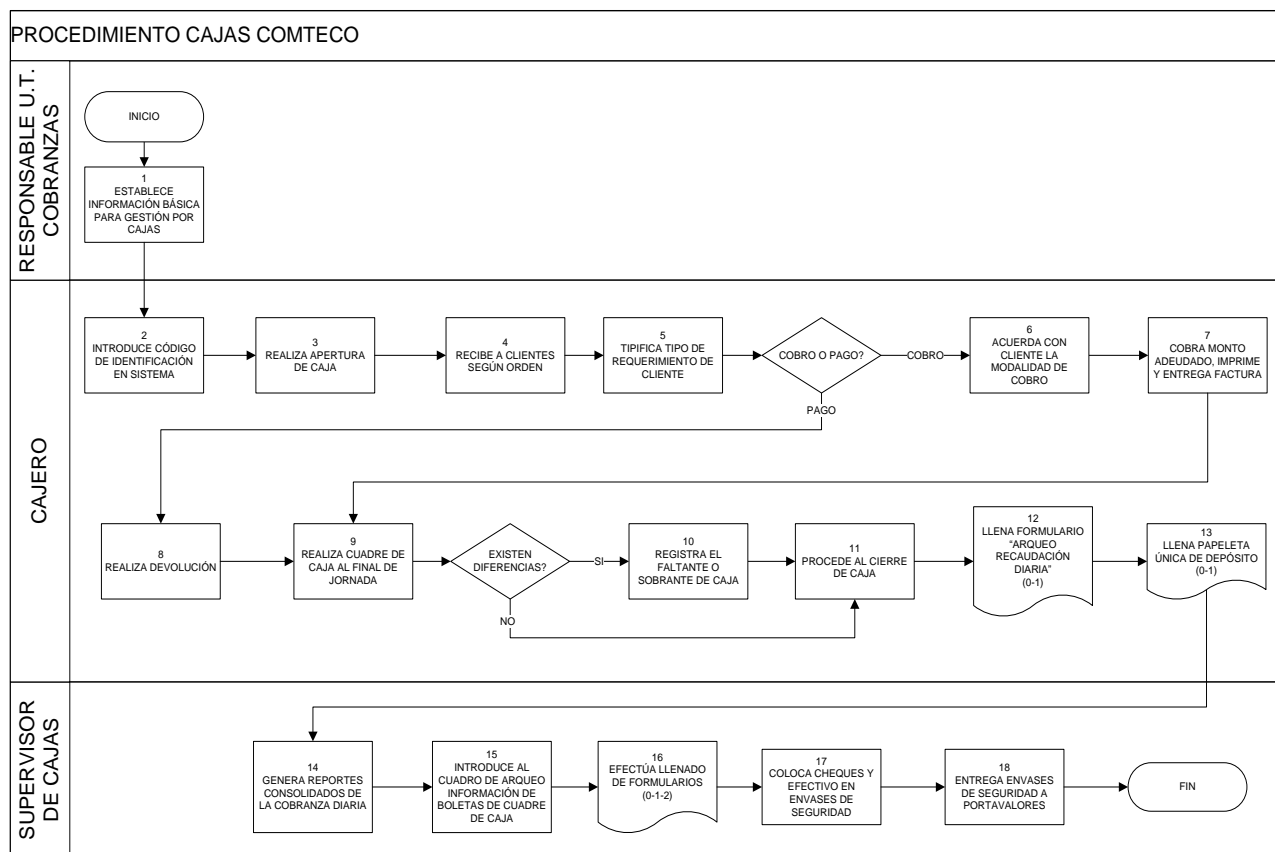 PROCEDIMIENTO CAJAS COMTECO
RESPONSABLE U.T.
COBRANZAS
INICIO
1
ESTABLECE
INFORMACIÓN BÁSICA
PARA GESTIÓN POR
CAJAS
CAJERO
2
INTRODUCE CÓDIGO
DE IDENTIFICACIÓN
EN SISTEMA
3
REALIZA APERTURA
DE CAJA
4
RECIBE A CLIENTES
SEGÚN ORDEN
5
TIPIFICA TIPO DE
REQUERIMIENTO DE
CLIENTE
COBRO O PAGO?
COBRO
PAGO
6
ACUERDA CON
CLIENTE LA
MODALIDAD DE
COBRO
7
COBRA MONTO
ADEUDADO, IMPRIME
Y ENTREGA FACTURA
8
REALIZA DEVOLUCIÓN
9
REALIZA CUADRE DE
CAJA AL FINAL DE
JORNADA
EXISTEN
DIFERENCIAS?
SI
NO
10
REGISTRA EL
FALTANTE O
SOBRANTE DE CAJA
11
PROCEDE AL CIERRE
DE CAJA
12
LLENA FORMULARIO
“ARQUEO
RECAUDACIÓN
DIARIA”
(0-1)
13
LLENA PAPELETA
ÚNICA DE DEPÓSITO
(0-1)
SUPERVISOR
DE CAJAS
14
GENERA REPORTES
CONSOLIDADOS DE
LA COBRANZA DIARIA
15
INTRODUCE AL
CUADRO DE ARQUEO
INFORMACIÓN DE
BOLETAS DE CUADRE
DE CAJA
16
EFECTÚA LLENADO
DE FORMULARIOS
(0-1-2)
17
COLOCA CHEQUES Y
EFECTIVO EN
ENVASES DE
SEGURIDAD
18
ENTREGA ENVASES
DE SEGURIDAD A
PORTAVALORES
FIN